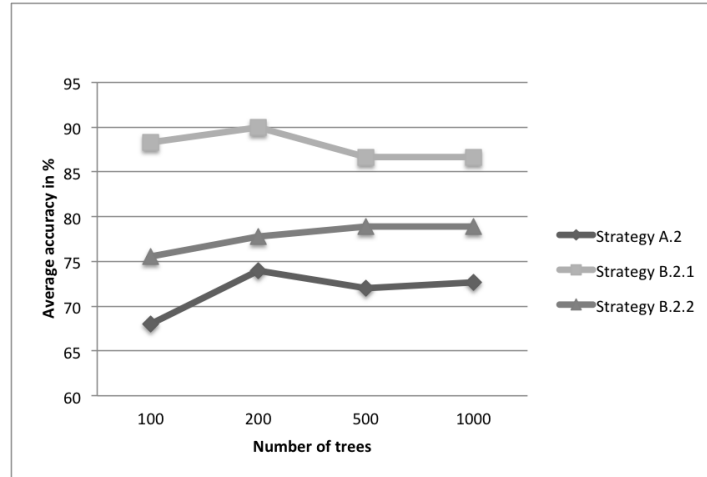 95
90
85
80
75
70
65
60
Average accuracy in %
100 200 500 1000
Number of trees
Strategy A.2
Strategy B.2.1
Strategy B.2.2